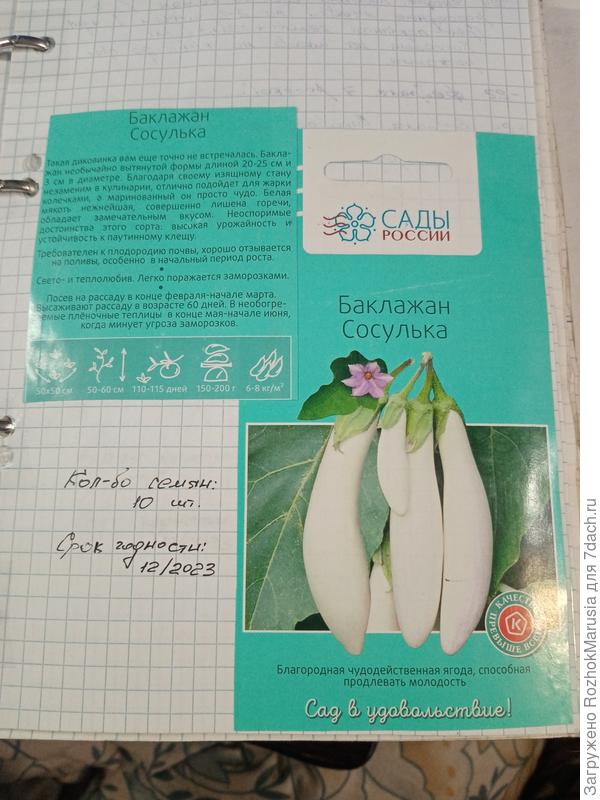 Баклажан
Сосулька
Такая диковинка вам еще точно не встречалась. Бакла-
жан необычайно вытянутой формы длиной 20-25 см и
3 см в диаметре. Благодаря своему изящному стану
незаменим в кулинарии, отлично подойдет для жарки
колечками, а маринованный он просто чудо. Белая
мякоть нежнейшая, совершенно лишена горечи,
обладает замечательным вкусом. Неоспоримые
достоинства этого сорта: высокая урожайность и
устойчивость к паутинному клещу.
Требователен к плодородию почвы, хорошо отзывается
на поливы, особенно в начальный период роста.
Свето- и теплолюбив. Легко поражается заморозками.
Посев на рассаду в конце февраля-начале марта.
Высаживают рассаду в возрасте 60 дней. В необогре-
емые плёночные теплицы в конце мая-начале июня,
когда минует угроза заморозков.
50х50 см 50-60 см 110-115 дней 150-200 г 6-8 кг/м²
САДЫ
РОССИИ
Баклажан
Сосулька
Кол-во семян:
10 шт.
Срок годности:
12/2023
КАЧЕСТВО
ПРЕВЫШЕ ВСЕГО
К
Благородная чудодейственная ягода, способная
продлевать молодость
Сад в удовольствие!
Загружено RozhokMarusia для 7dach.ru